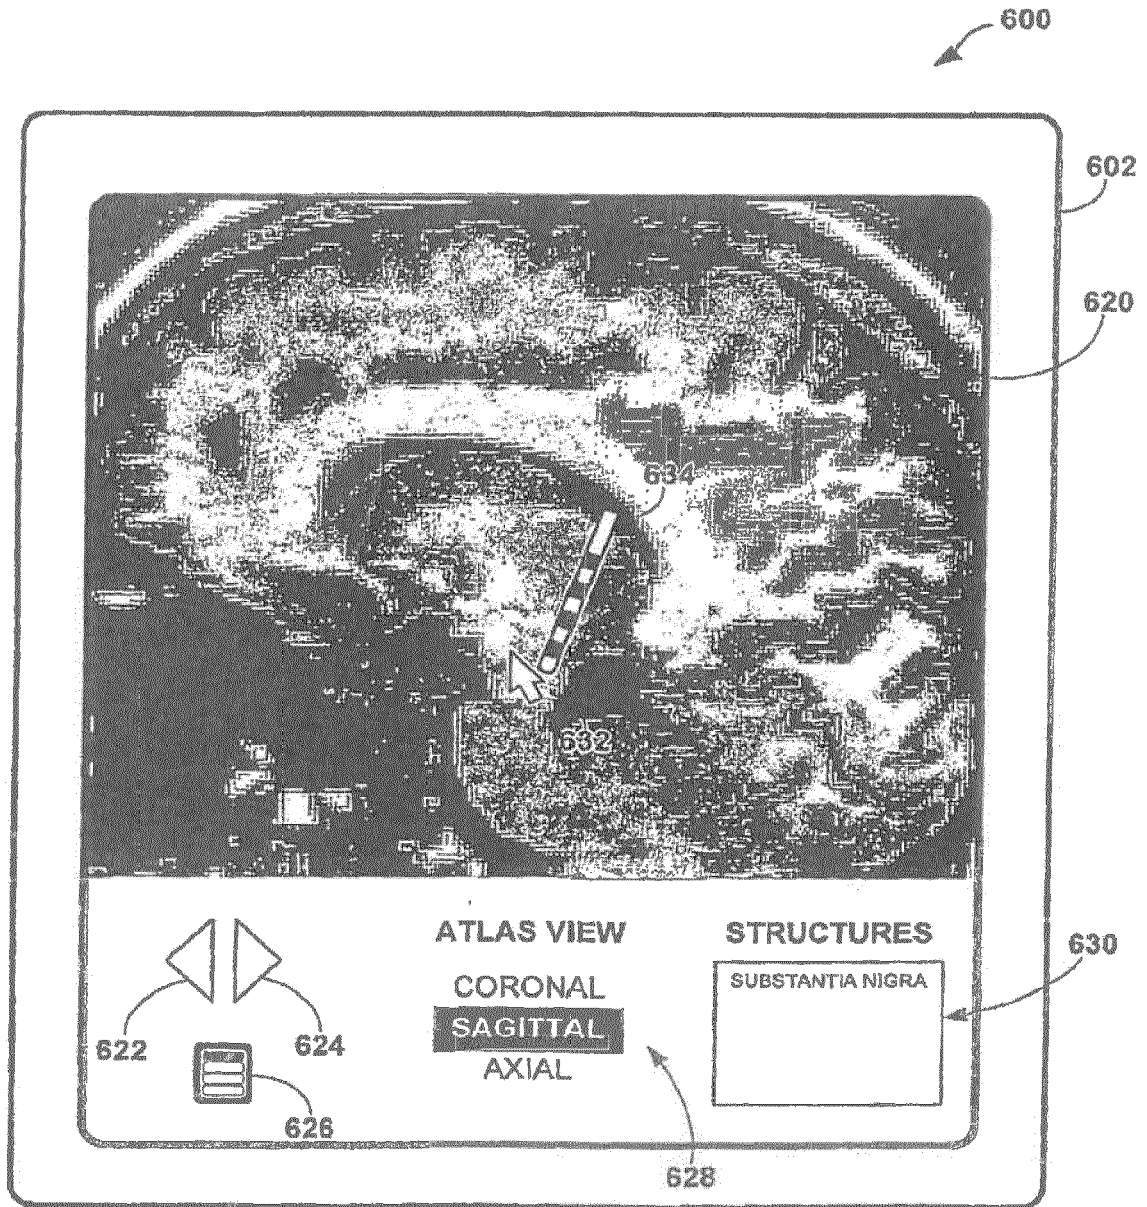 600
602
620
634
632
ATLAS VIEW
STRUCTURES
630
CORONAL
SUBSTANTIA NIGRA
SAGITTAL
AXIAL
622
624
626
628